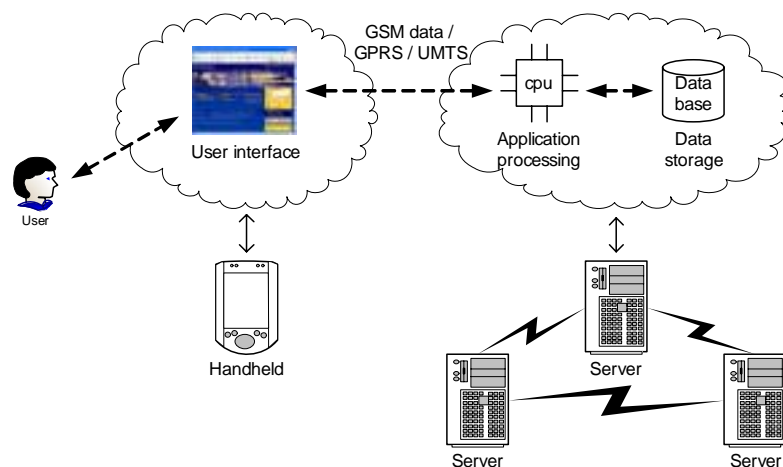 GSM data /
GPRS / UMTS
User interface
User
cpu
Application
processing
Data
base
Data
storage
Handheld
Server
Server
Server